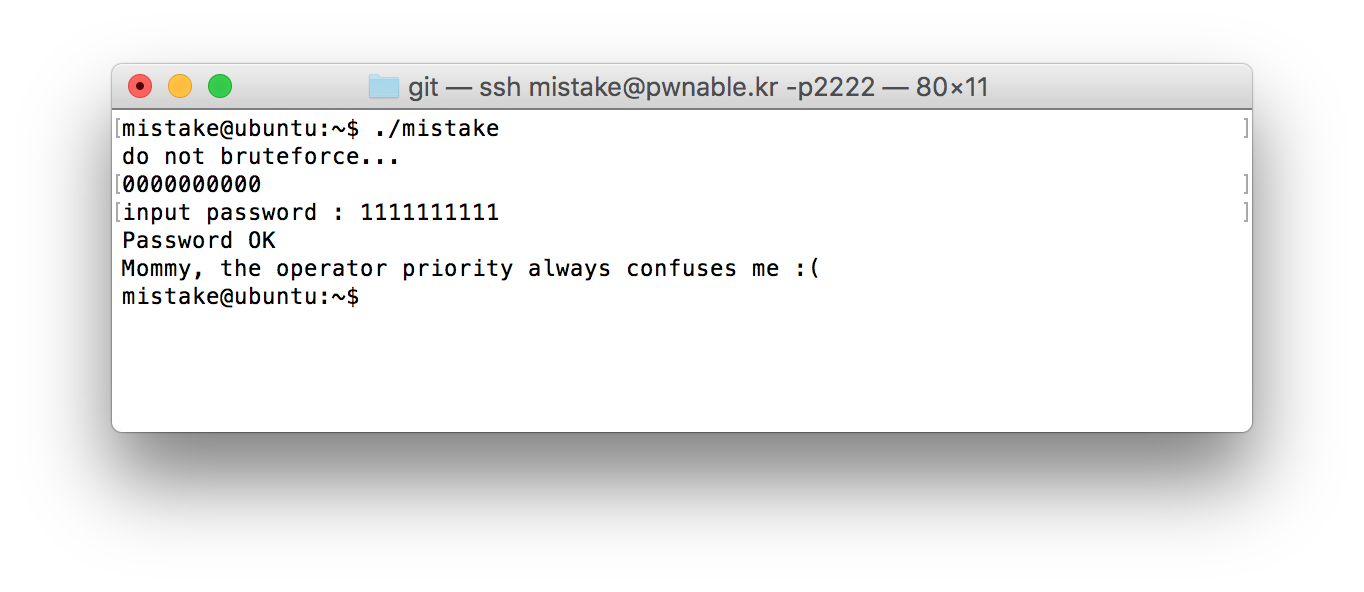 git — ssh mistake@pwnable.kr -p2222 — 80×11
[mistake@ubuntu:~$ ./mistake ]
do not bruteforce...
[0000000000 ]
[input password : 1111111111 ]
Password OK
Mommy, the operator priority always confuses me :(
mistake@ubuntu:~$